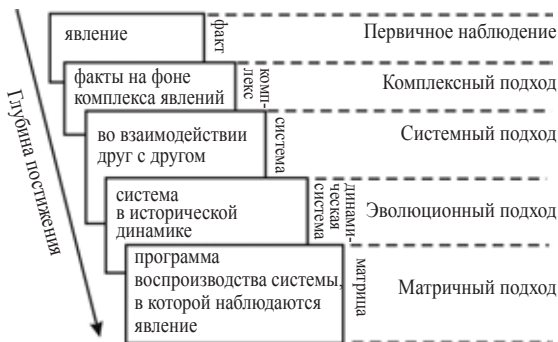 явление
факт
Первичное наблюдение
факты на фоне
комплекса явлений
комп-
лекс
Комплексный подход
во взаимодействии
друг с другом
система
Системный подход
система
в исторической
динамике
динами-
ческая
система
Эволюционный подход
программа
воспроизводства системы,
в которой наблюдаются
явление
матрица
Матричный подход
Глубина постижения